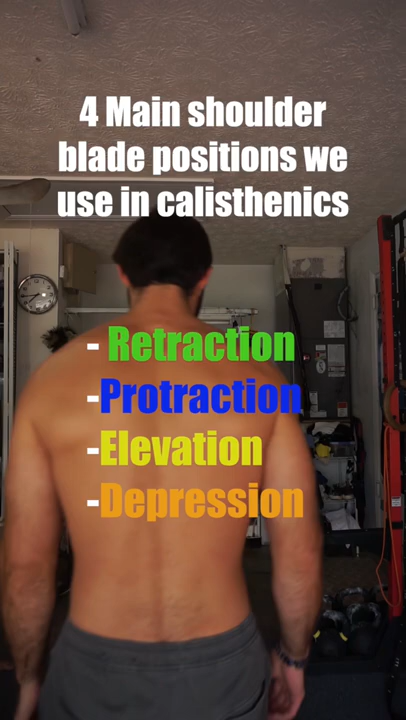 4 Main shoulder
blade positions we
use in calisthenics
- Retraction
-Protraction
-Elevation
-Depression